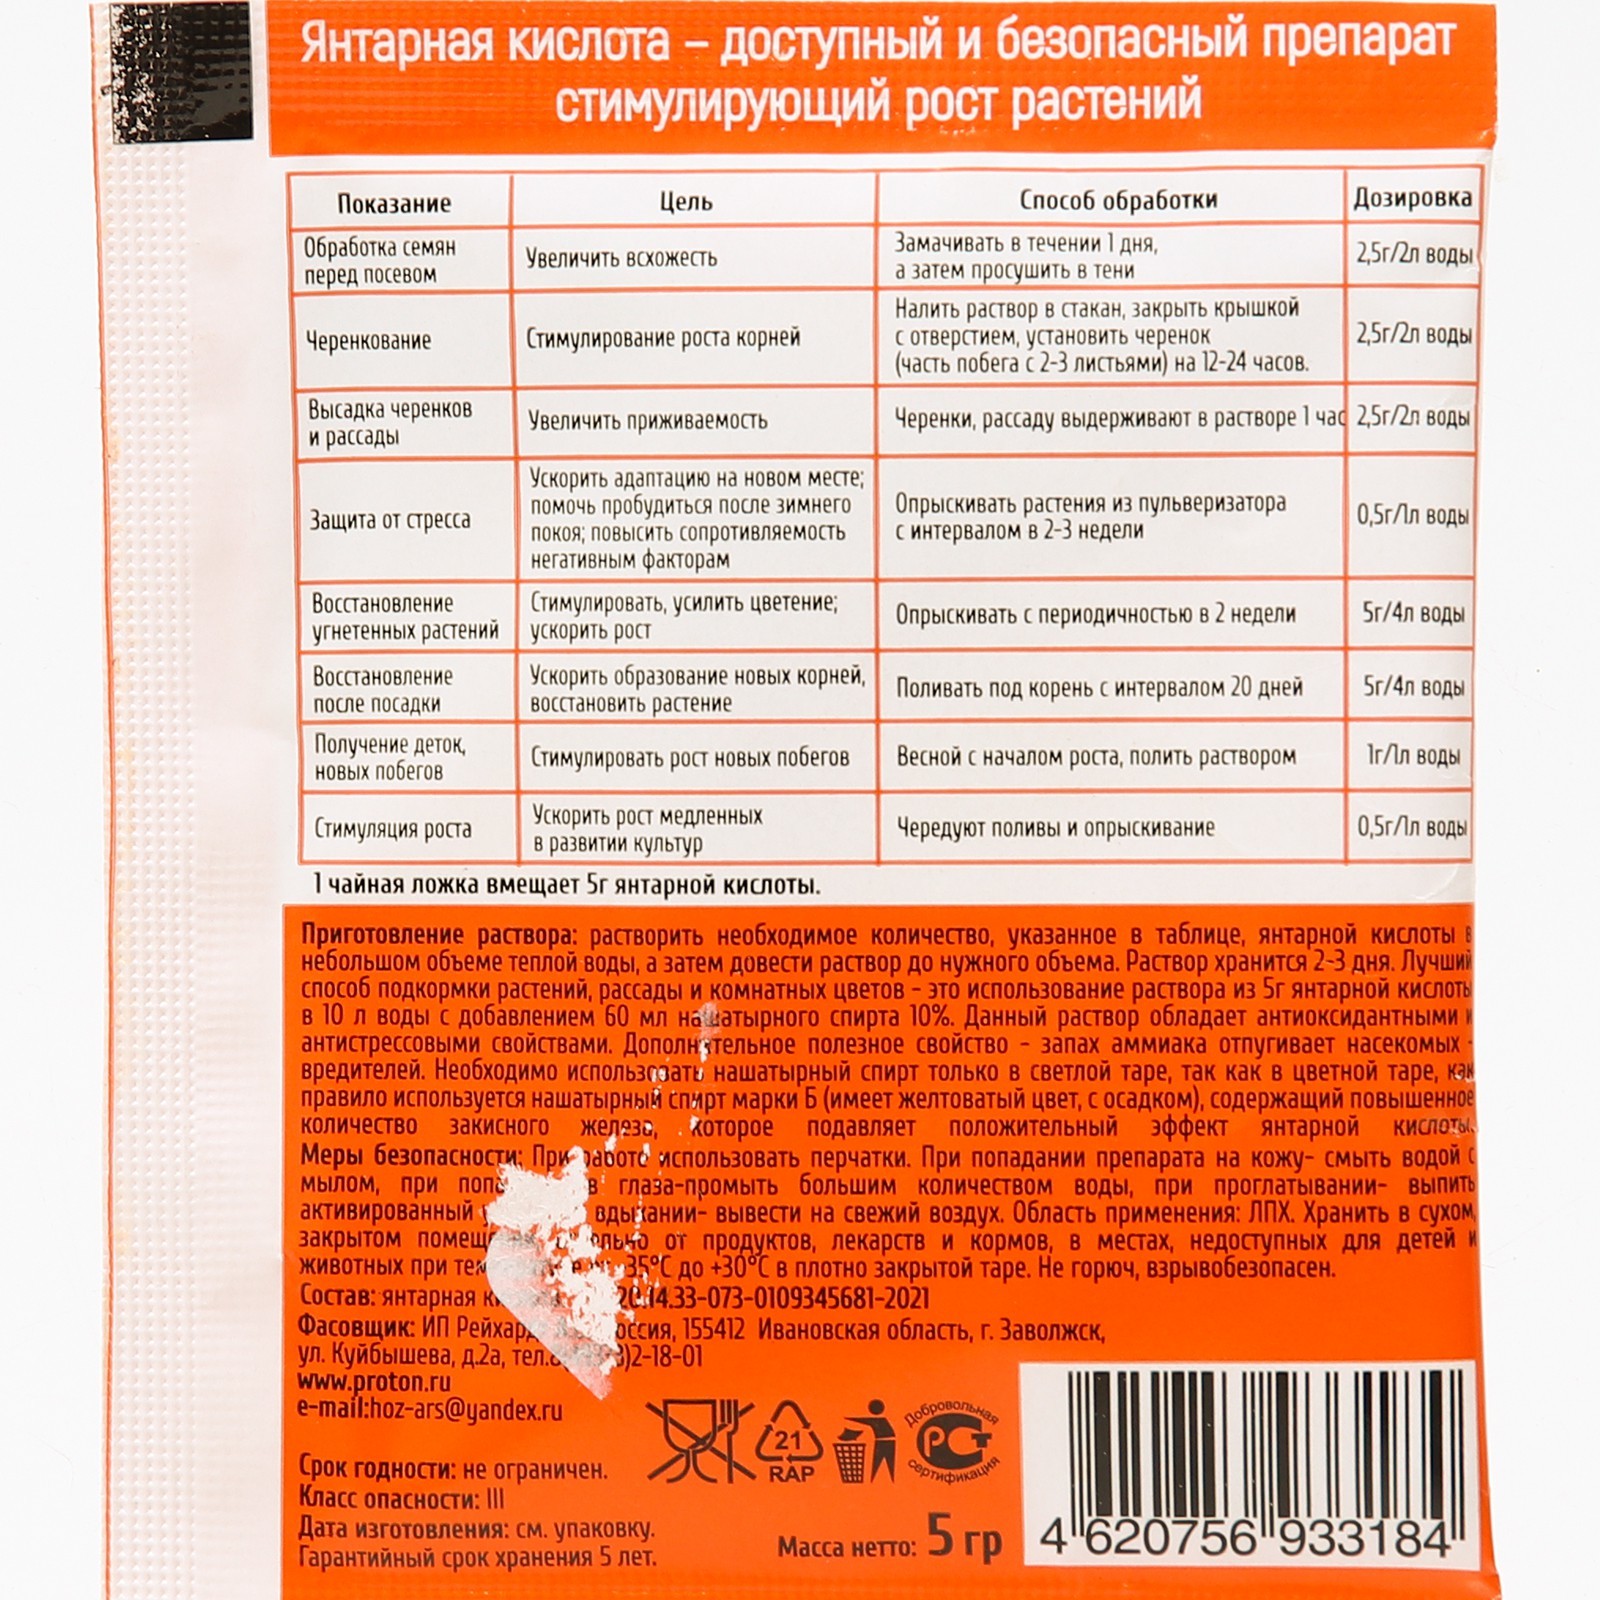 Янтарная кислота – доступный и безопасный препарат
стимулирующий рост растений
Показание Цель Способ обработки Дозировка
Обработка семян
перед посевом
Увеличить всхожесть
Замачивать в течении 1 дня,
а затем просушить в тени
2,5г/2л воды
Черенкование
Стимулирование роста корней
Налить раствор в стакан, закрыть крышкой
с отверстием, установить черенок
(часть побега с 2-3 листьями) на 12-24 часов.
2,5г/2л воды
Высадка черенков
и рассады
Увеличить приживаемость
Черенки, рассаду выдерживают в растворе 1 час
2,5г/2л воды
Защита от стресса
Ускорить адаптацию на новом месте;
помочь пробудиться после зимнего
покоя; повысить сопротивляемость
негативным факторам
Опрыскивать растения из пульверизатора
с интервалом в 2-3 недели
0,5г/1л воды
Восстановление
угнетенных растений
Стимулировать, усилить цветение;
ускорить рост
Опрыскивать с периодичностью в 2 недели
5г/4л воды
Восстановление
после посадки
Ускорить образование новых корней,
восстановить растение
Поливать под корень с интервалом 20 дней
5г/4л воды
Получение деток,
новых побегов
Стимулировать рост новых побегов
Весной с началом роста, полить раствором
1г/1л воды
Стимуляция роста
Ускорить рост медленных
в развитии культур
Чередуют поливы и опрыскивание
0,5г/1л воды
1 чайная ложка вмещает 5г янтарной кислоты.
Приготовление раствора: растворить необходимое количество, указанное в таблице, янтарной кислоты в
небольшом объеме теплой воды, а затем довести раствор до нужного объема. Раствор хранится 2-3 дня. Лучший
способ подкормки растений, рассады и комнатных цветов - это использование раствора из 5г янтарной кислоты
в 10 л воды с добавлением 60 мл нашатырного спирта 10%. Данный раствор обладает антиоксидантными и
антистрессовыми свойствами. Дополнительное полезное свойство - запах аммиака отпугивает насекомых -
вредителей. Необходимо использовать нашатырный спирт только в светлой таре, так как в цветной таре, как
правило используется нашатырный спирт марки Б (имеет желтоватый цвет, с осадком), содержащий повышенное
количество закисного железа, которое подавляет положительный эффект янтарной кислоты.
Меры безопасности: При работе использовать перчатки. При попадании препарата на кожу- смыть водой с
мылом, при в глаза-промыть большим количеством воды, при проглатывании- выпить
активированный вдыхании- вывести на свежий воздух. Область применения: ЛПХ. Хранить в сухом,
закрытом от продуктов, лекарств и кормов, в местах, недоступных для детей и
животных при 35°С до +30°С в плотно закрытой таре. Не горюч, взрывобезопасен.
Состав: янтарная 20.14.33-073-0109345681-2021
Фасовщик: ИП Россия, 155412 Ивановская область, г. Заволжск,
ул. Куйбышева, д.2а, тел. )2-18-01
www.proton.ru
e-mail:hoz-ars@yandex.ru
Срок годности: не ограничен.
Класс опасности: III
Дата изготовления: см. упаковку.
Гарантийный срок хранения 5 лет.
21
RAP
Добровольная
РСТ
сертификация
Масса нетто: 5 гр
4 620756 933184